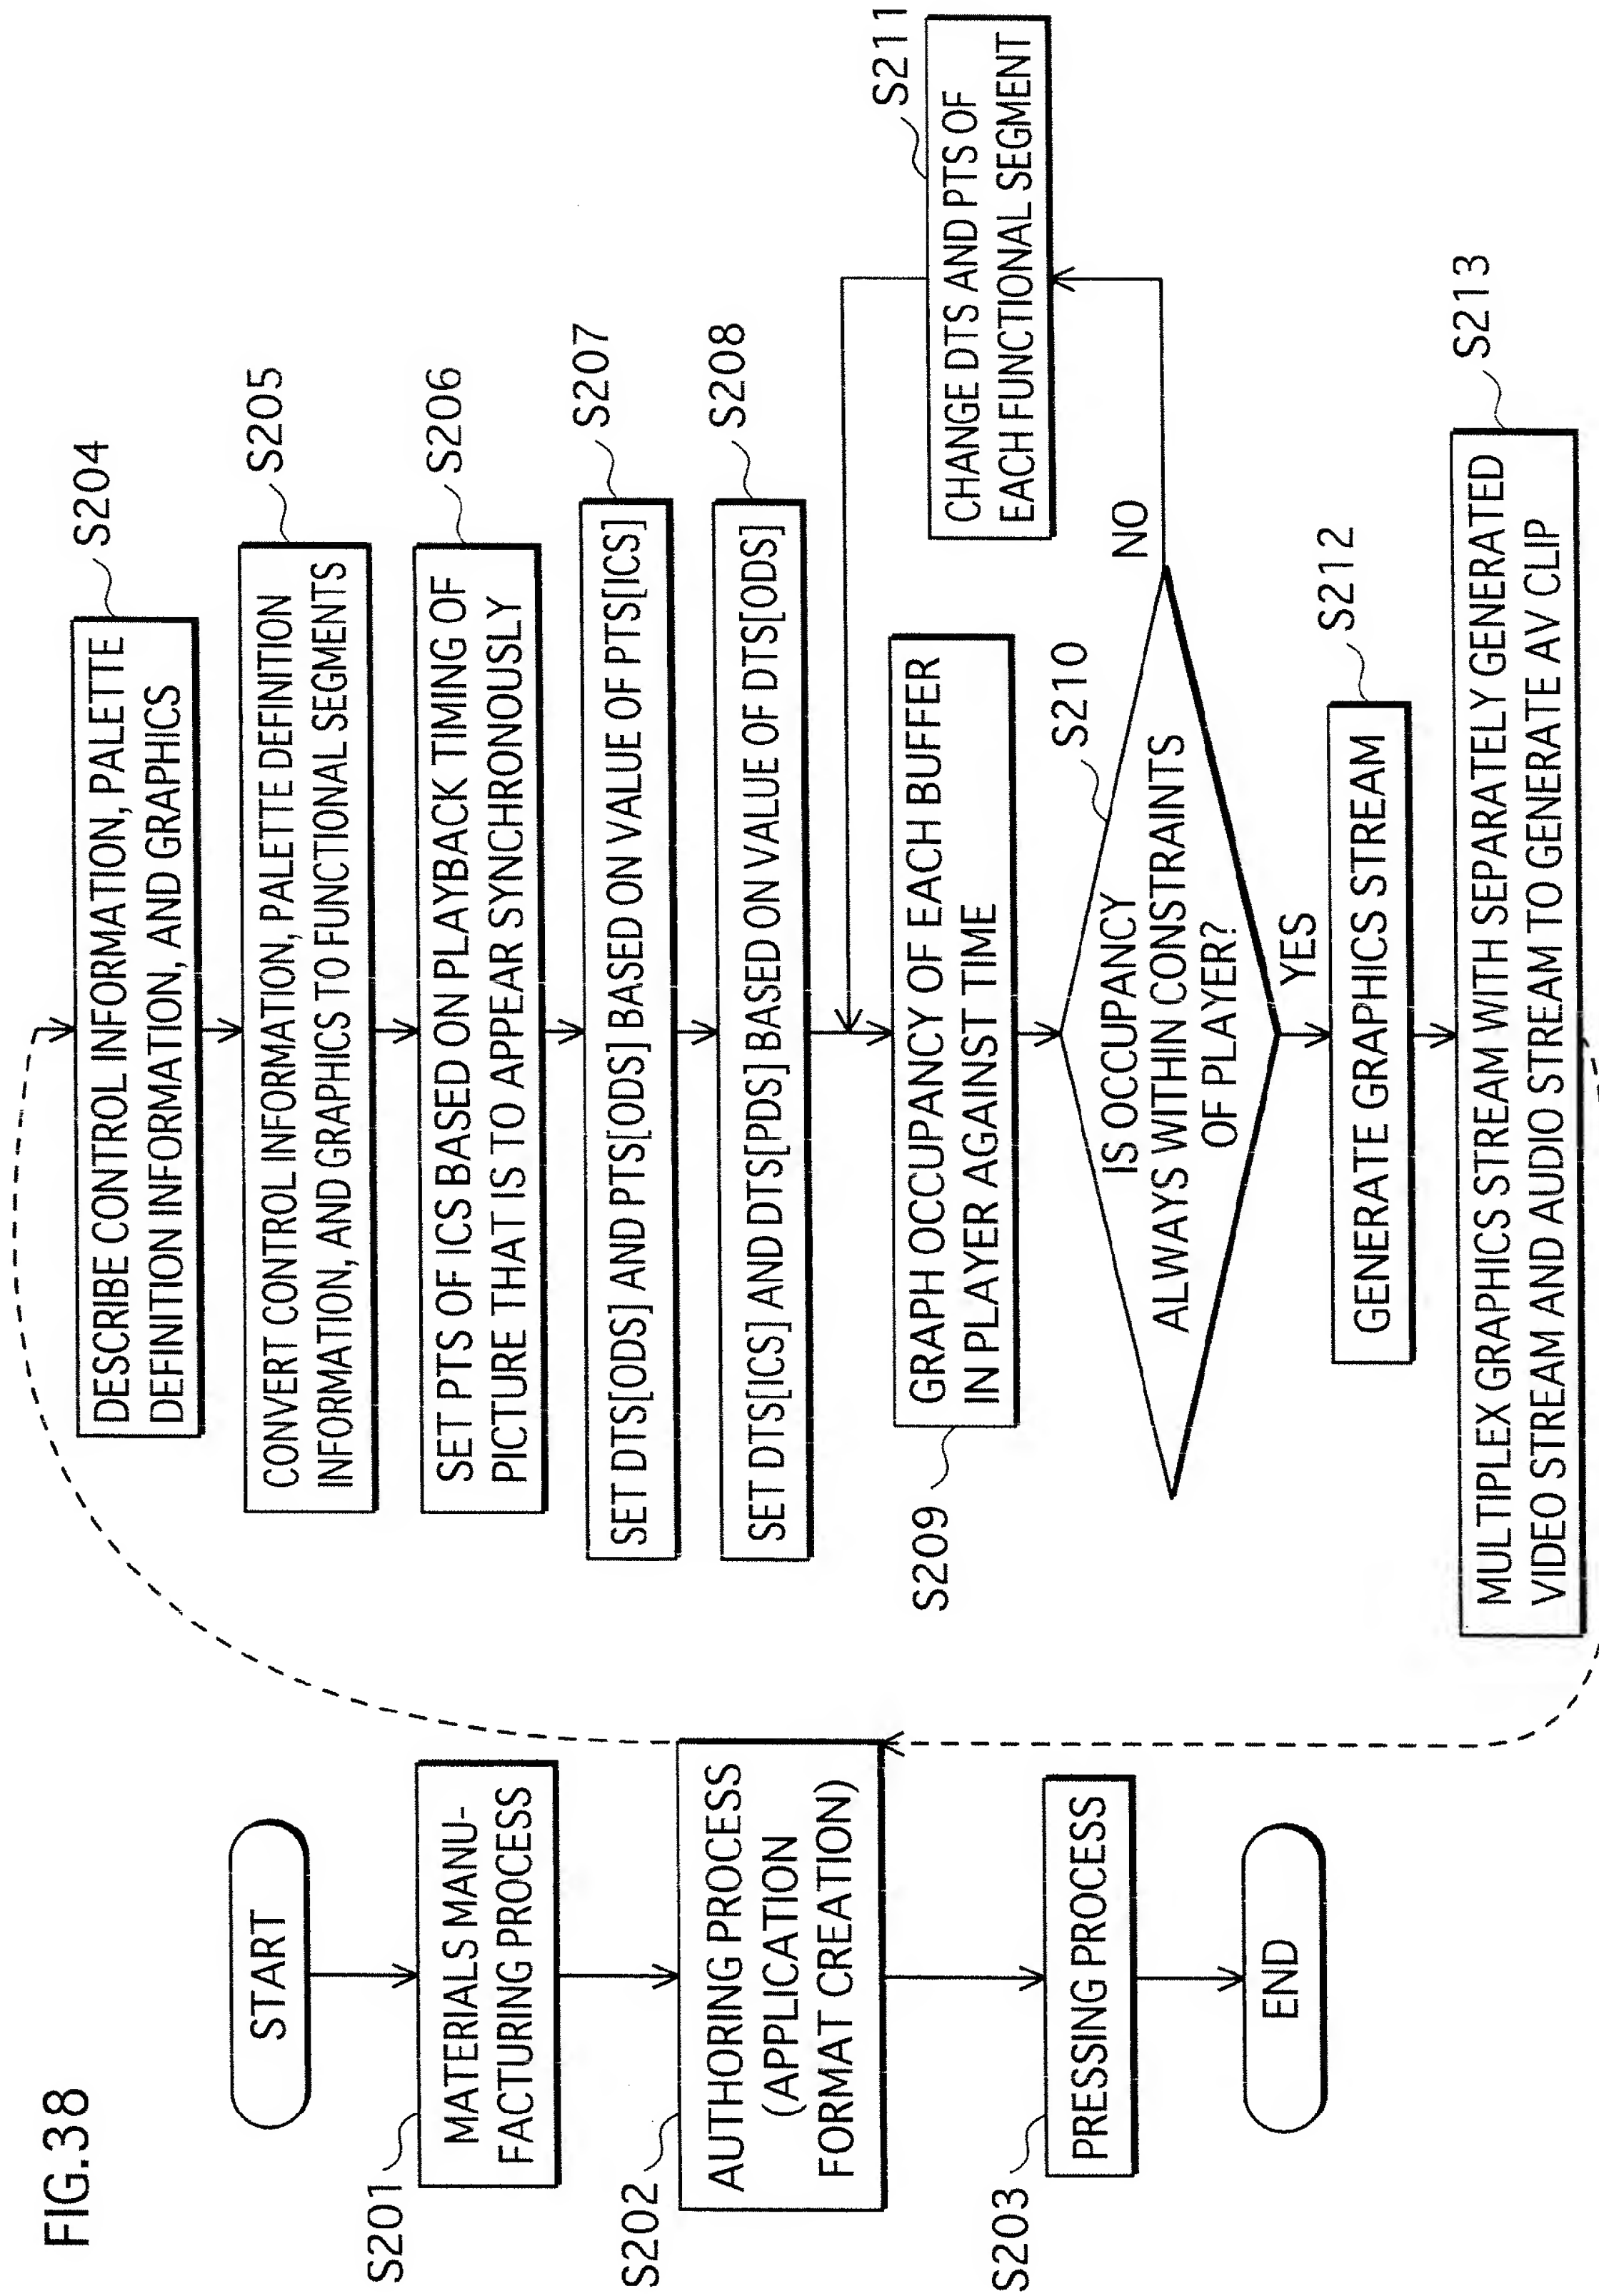 FIG.38
START
S201
MATERIALS MANU-
FACTURING PROCESS
S202
AUTHORING PROCESS
(APPLICATION
FORMAT CREATION)
S203
PRESSING PROCESS
END
S204
DESCRIBE CONTROL INFORMATION, PALETTE
DEFINITION INFORMATION, AND GRAPHICS
S205
CONVERT CONTROL INFORMATION, PALETTE DEFINITION
INFORMATION, AND GRAPHICS TO FUNCTIONAL SEGMENTS
S206
SET PTS OF ICS BASED ON PLAYBACK TIMING OF
PICTURE THAT IS TO APPEAR SYNCHRONOUSLY
S207
SET DTS[ODS] AND PTS[ODS] BASED ON VALUE OF PTS[ICS]
S208
SET DTS[ICS] AND DTS[PDS] BASED ON VALUE OF DTS[ODS]
S209
GRAPH OCCUPANCY OF EACH BUFFER
IN PLAYER AGAINST TIME
S210
IS OCCUPANCY
ALWAYS WITHIN CONSTRAINTS
OF PLAYER?
NO
S211
CHANGE DTS AND PTS OF
EACH FUNCTIONAL SEGMENT
YES
S212
GENERATE GRAPHICS STREAM
S213
MULTIPLEX GRAPHICS STREAM WITH SEPARATELY GENERATED
VIDEO STREAM AND AUDIO STREAM TO GENERATE AV CLIP